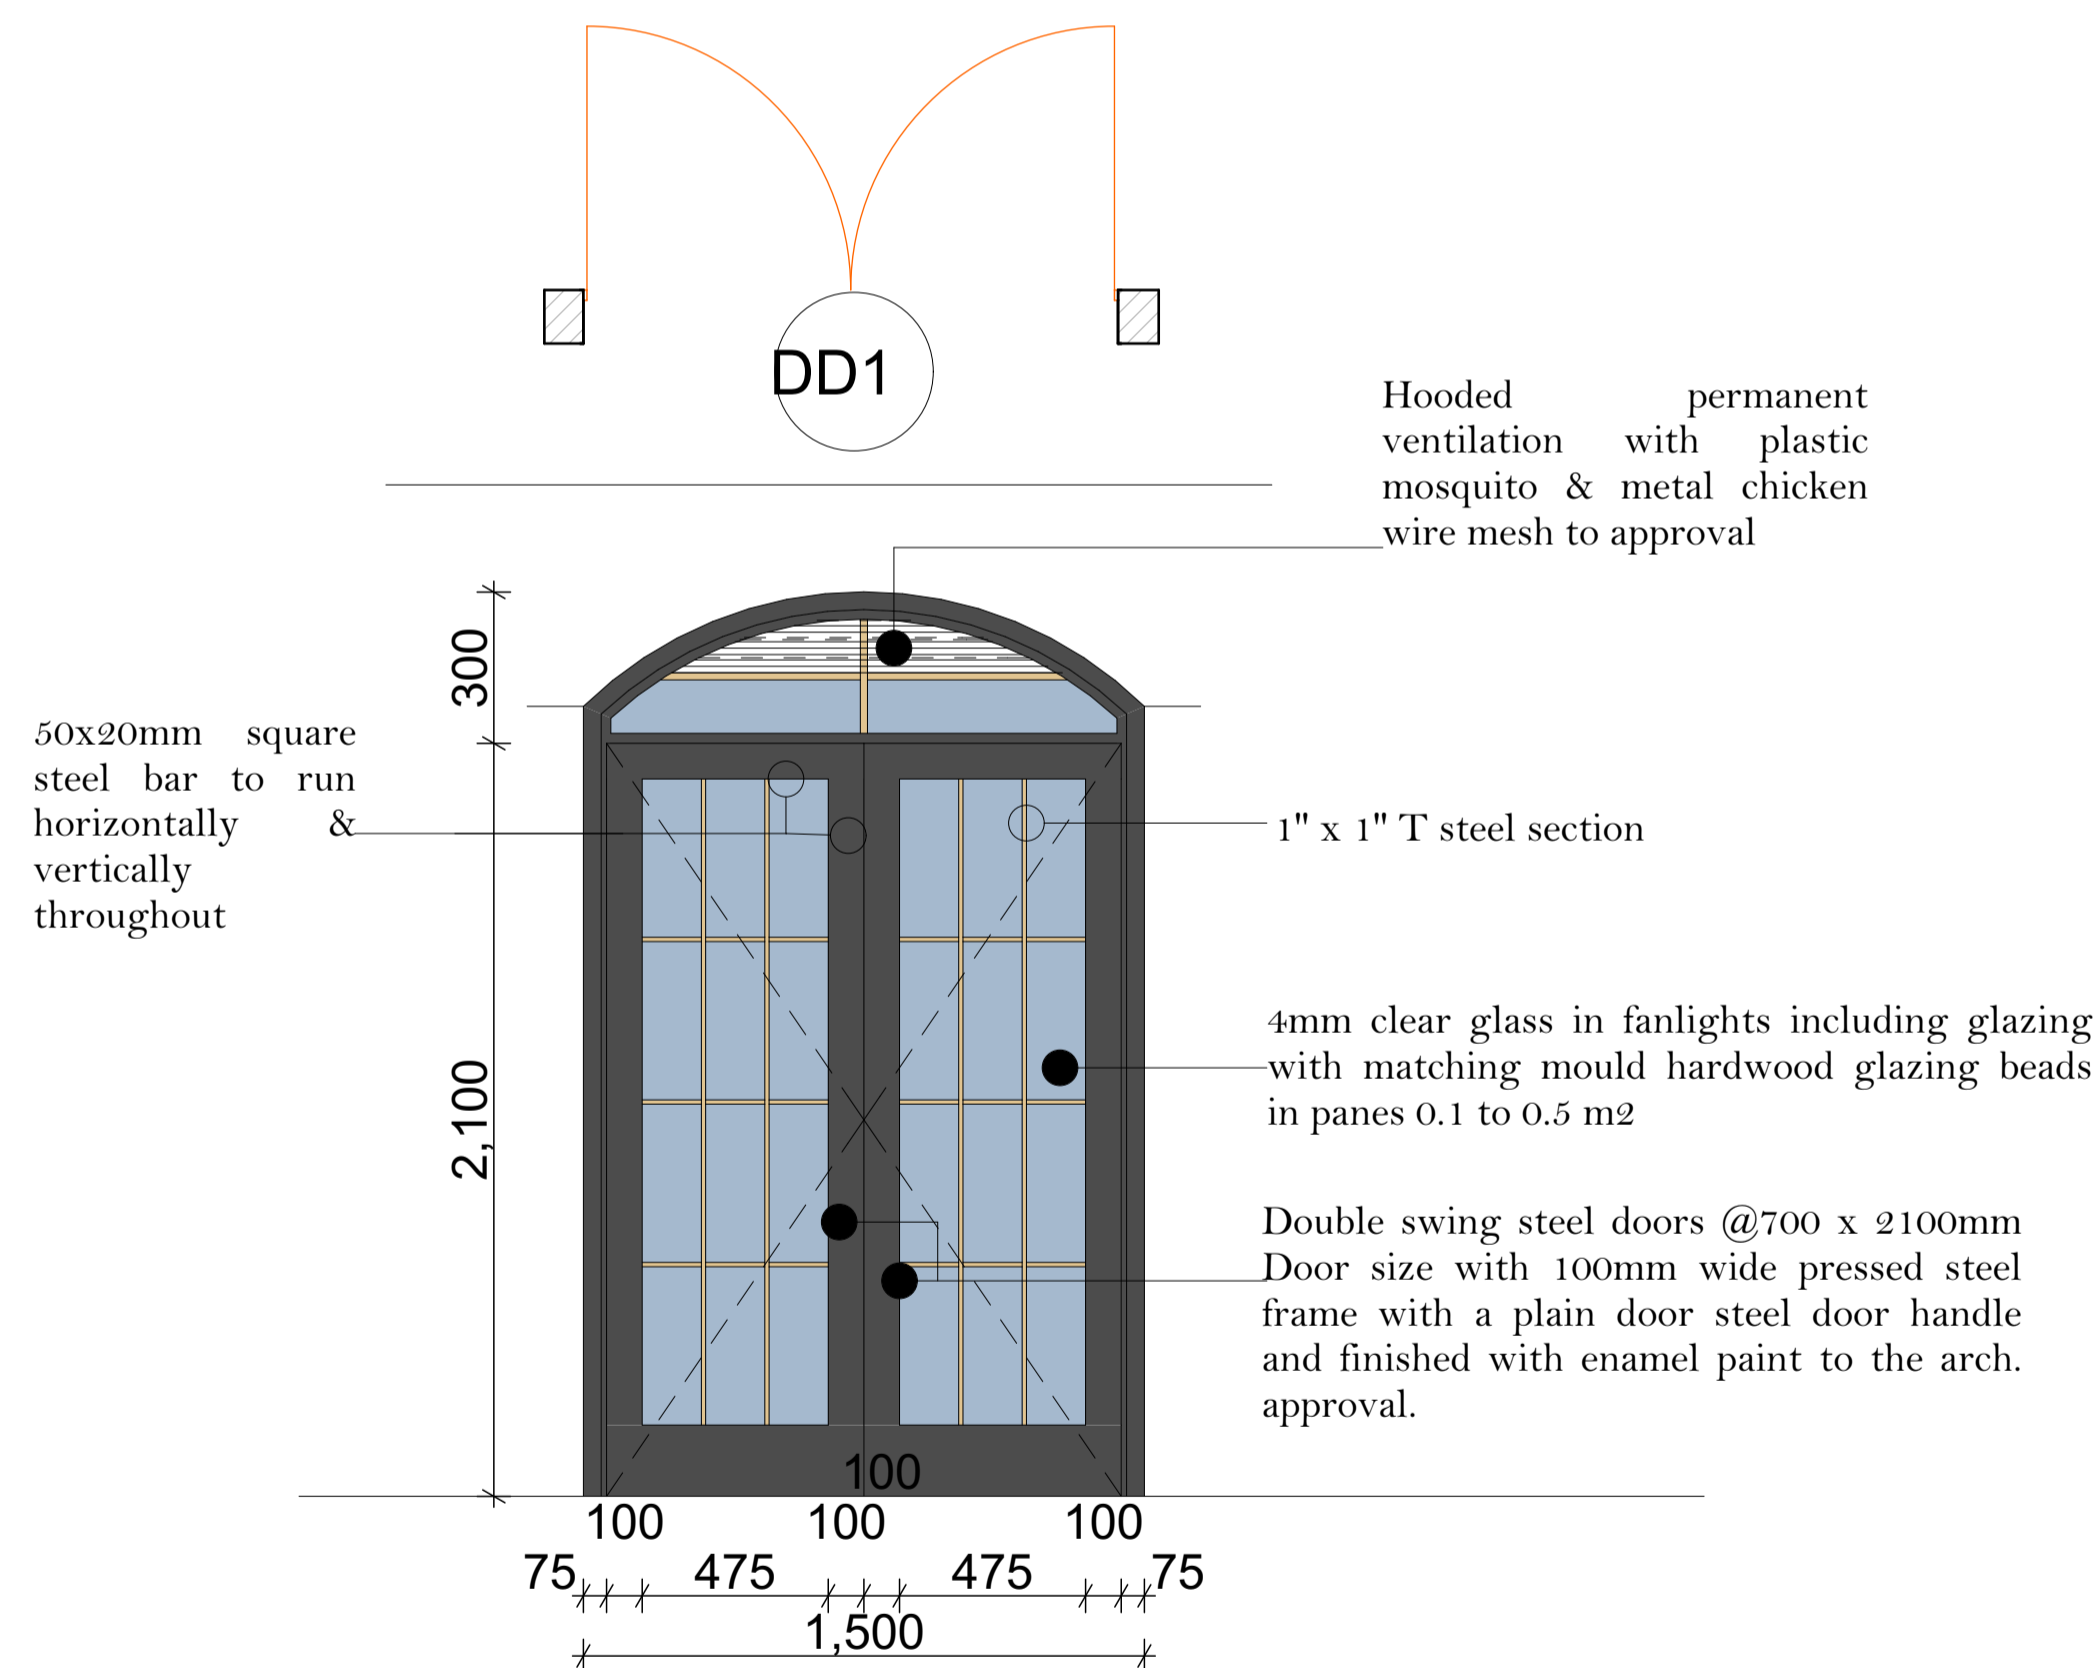 DD1
Hooded permanent
ventilation with plastic
mosquito & metal chicken
wire mesh to approval
300
50x20mm square
steel bar to run
horizontally &
vertically
throughout
1" x 1" T steel section
2,100
4mm clear glass in fanlights including glazing
with matching mould hardwood glazing beads
in panes 0.1 to 0.5 m2
Double swing steel doors @700 x 2100mm
Door size with 100mm wide pressed steel
frame with a plain door steel door handle
and finished with enamel paint to the arch.
approval.
100
100 100 100
75 475 475 75
1,500